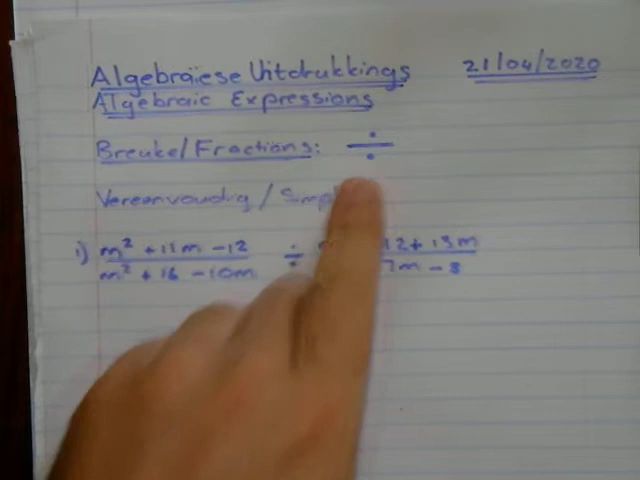 Algebraïese Uitdrukkings 21/04/2020
Algebraic Expressions
Breuke/Fractions: ÷
Vereenvoudig /
1) m² + 11m - 12 ÷ 12 + 13m
m² + 16 - 10m 7m - 8